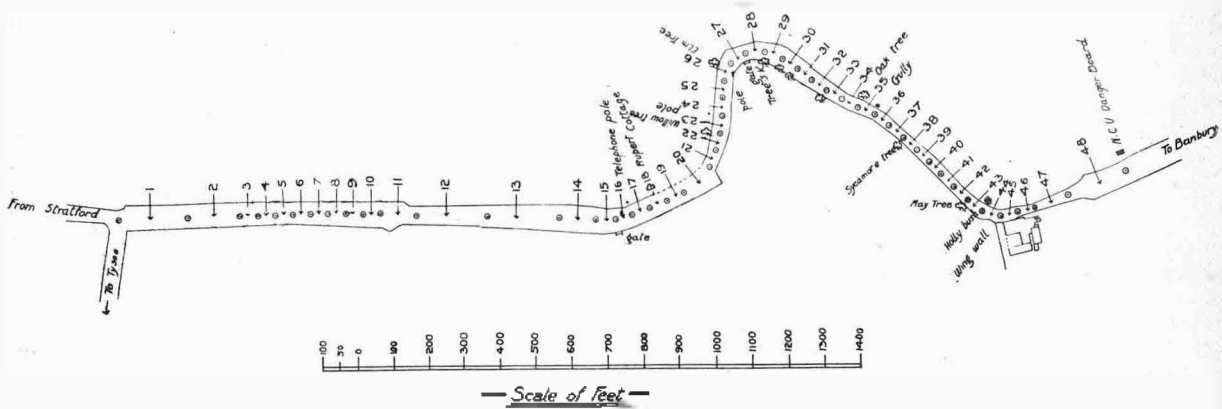 From Stratford
To Tysoe
1
2
3
4
5
6
7
8
9
10
11
12
13
14
15
16 Telephone pole
17 Rupert Cottage
18
19
20
gate
21
22
23 willow tree
24 pole
25
26 Elm Tree
27
28
29
pole
Gate
Trees
30
31
32
33
34 Oak tree
35 Gully
36
37
38
39
40
41
42
43
44
45
46
47
48
Sycamore tree
May Tree
Holly bush
Wing wall
N.C.U Danger Board
To Banbury
100 50 0 100 200 300 400 500 600 700 800 900 1000 1100 1200 1300 1400
Scale of Feet